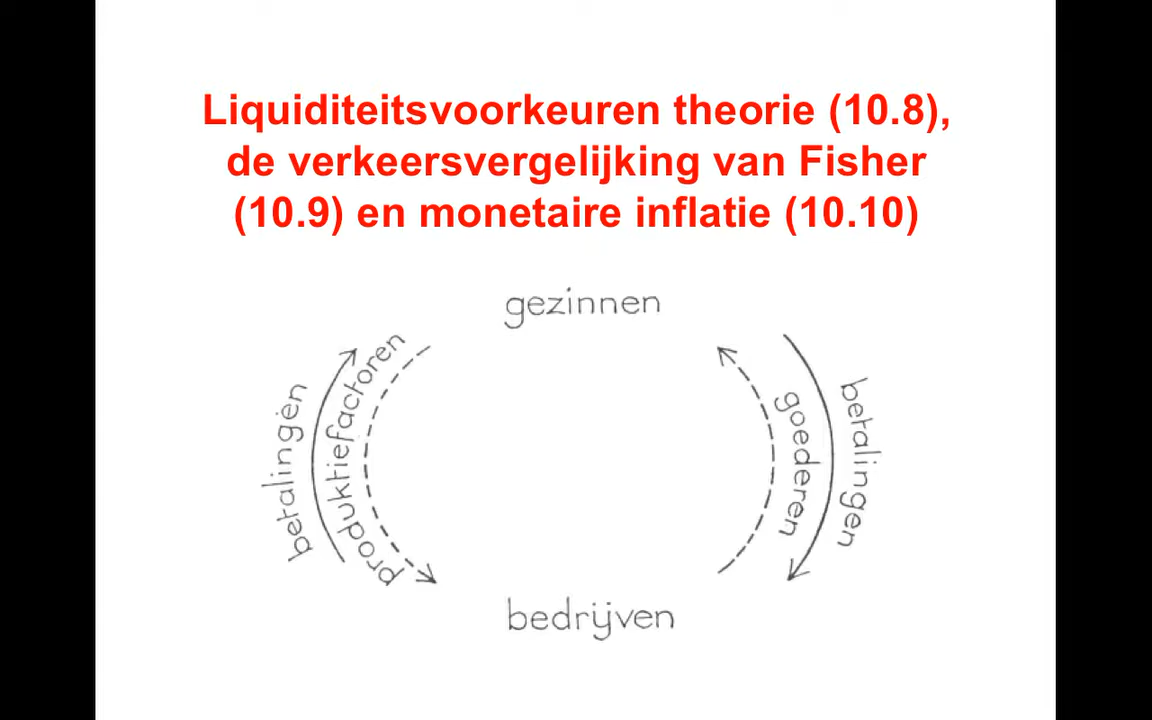 Liquiditeitsvoorkeuren theorie (10.8),
de verkeersvergelijking van Fisher
(10.9) en monetaire inflatie (10.10)
gezinnen
betalingen
produktiefactoren
goederen
betalingen
bedrijven